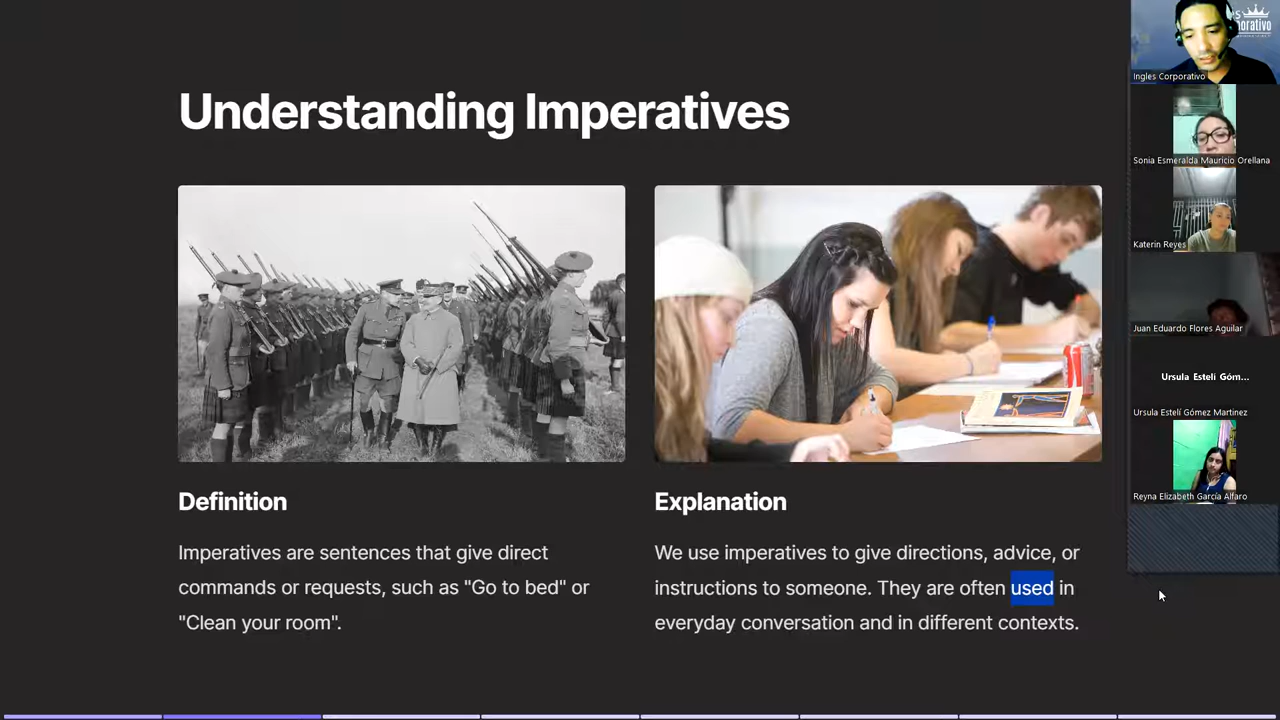 Understanding Imperatives
Definition
Imperatives are sentences that give direct
commands or requests, such as "Go to bed" or
"Clean your room".
Explanation
We use imperatives to give directions, advice, or
instructions to someone. They are often used in
everyday conversation and in different contexts.
Ingles Corporativo
Sonia Esmeralda Mauricio Orellana
Katerin Reyes
Juan Eduardo Flores Aguilar
Ursula Estelí Góm...
Ursula Estelí Gómez Martinez
Reyna Elizabeth García Alfaro